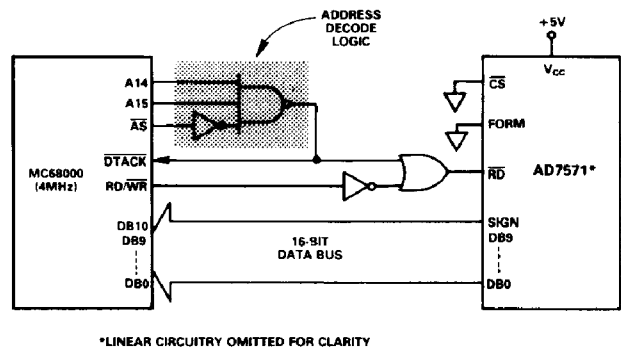 ADDRESS
DECODE
LOGIC
+5V
VCC
A14
A15
AS
DTACK
RD/WR
MC68000
(4MHz)
DB10
DB9
DB0
16-BIT
DATA BUS
CS
FORM
RD
AD7571*
SIGN
DB9
DB0
*LINEAR CIRCUITRY OMITTED FOR CLARITY